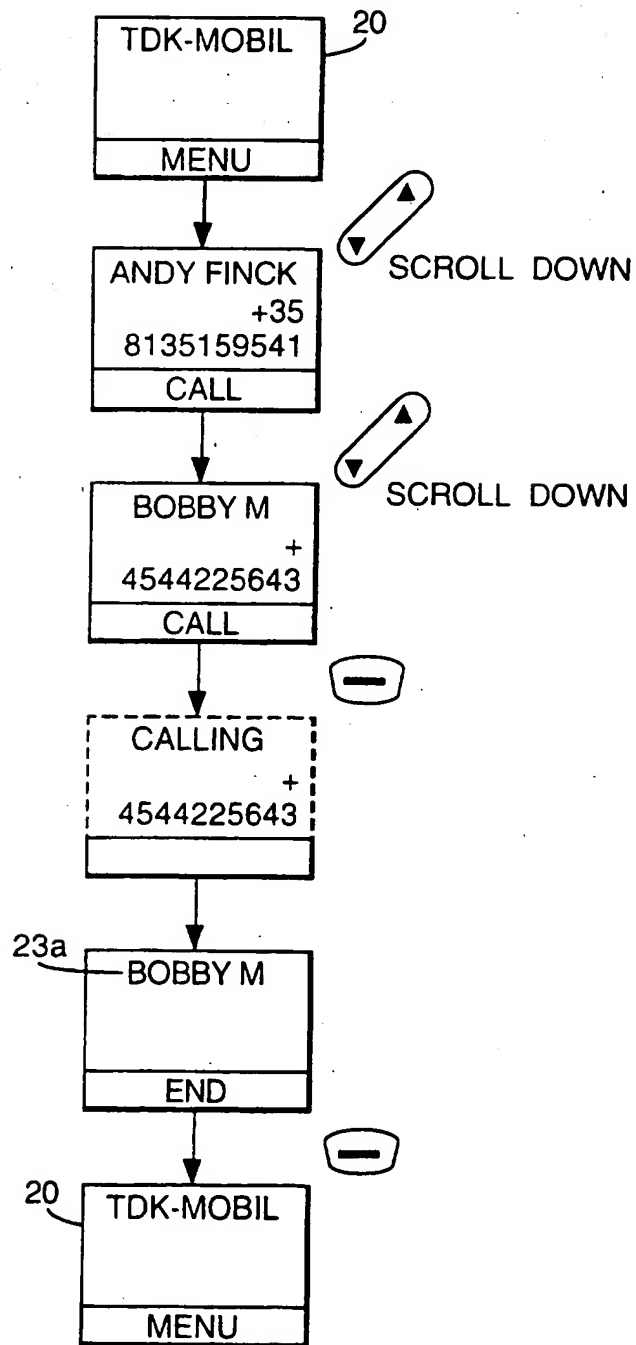 TDK-MOBIL
20
MENU
ANDY FINCK
+35
8135159541
CALL
SCROLL DOWN
BOBBY M
+
4544225643
CALL
SCROLL DOWN
CALLING
+
4544225643
23a
BOBBY M
END
20
TDK-MOBIL
MENU